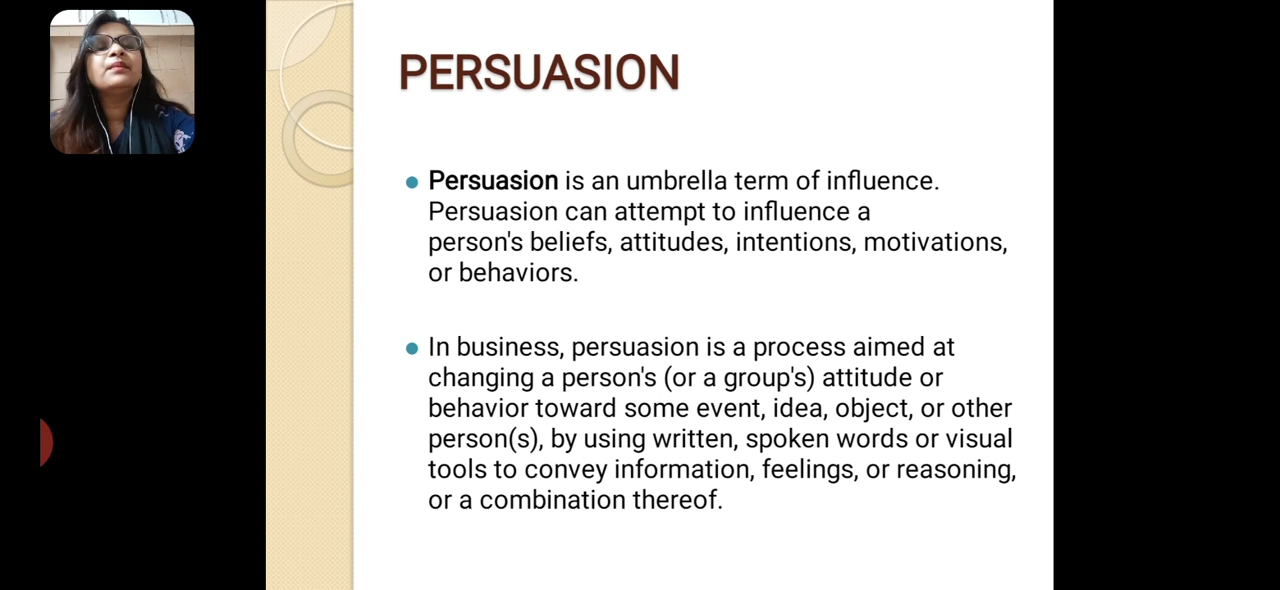 PERSUASION
Persuasion is an umbrella term of influence.
Persuasion can attempt to influence a
person's beliefs, attitudes, intentions, motivations,
or behaviors.
In business, persuasion is a process aimed at
changing a person's (or a group's) attitude or
behavior toward some event, idea, object, or other
person(s), by using written, spoken words or visual
tools to convey information, feelings, or reasoning,
or a combination thereof.